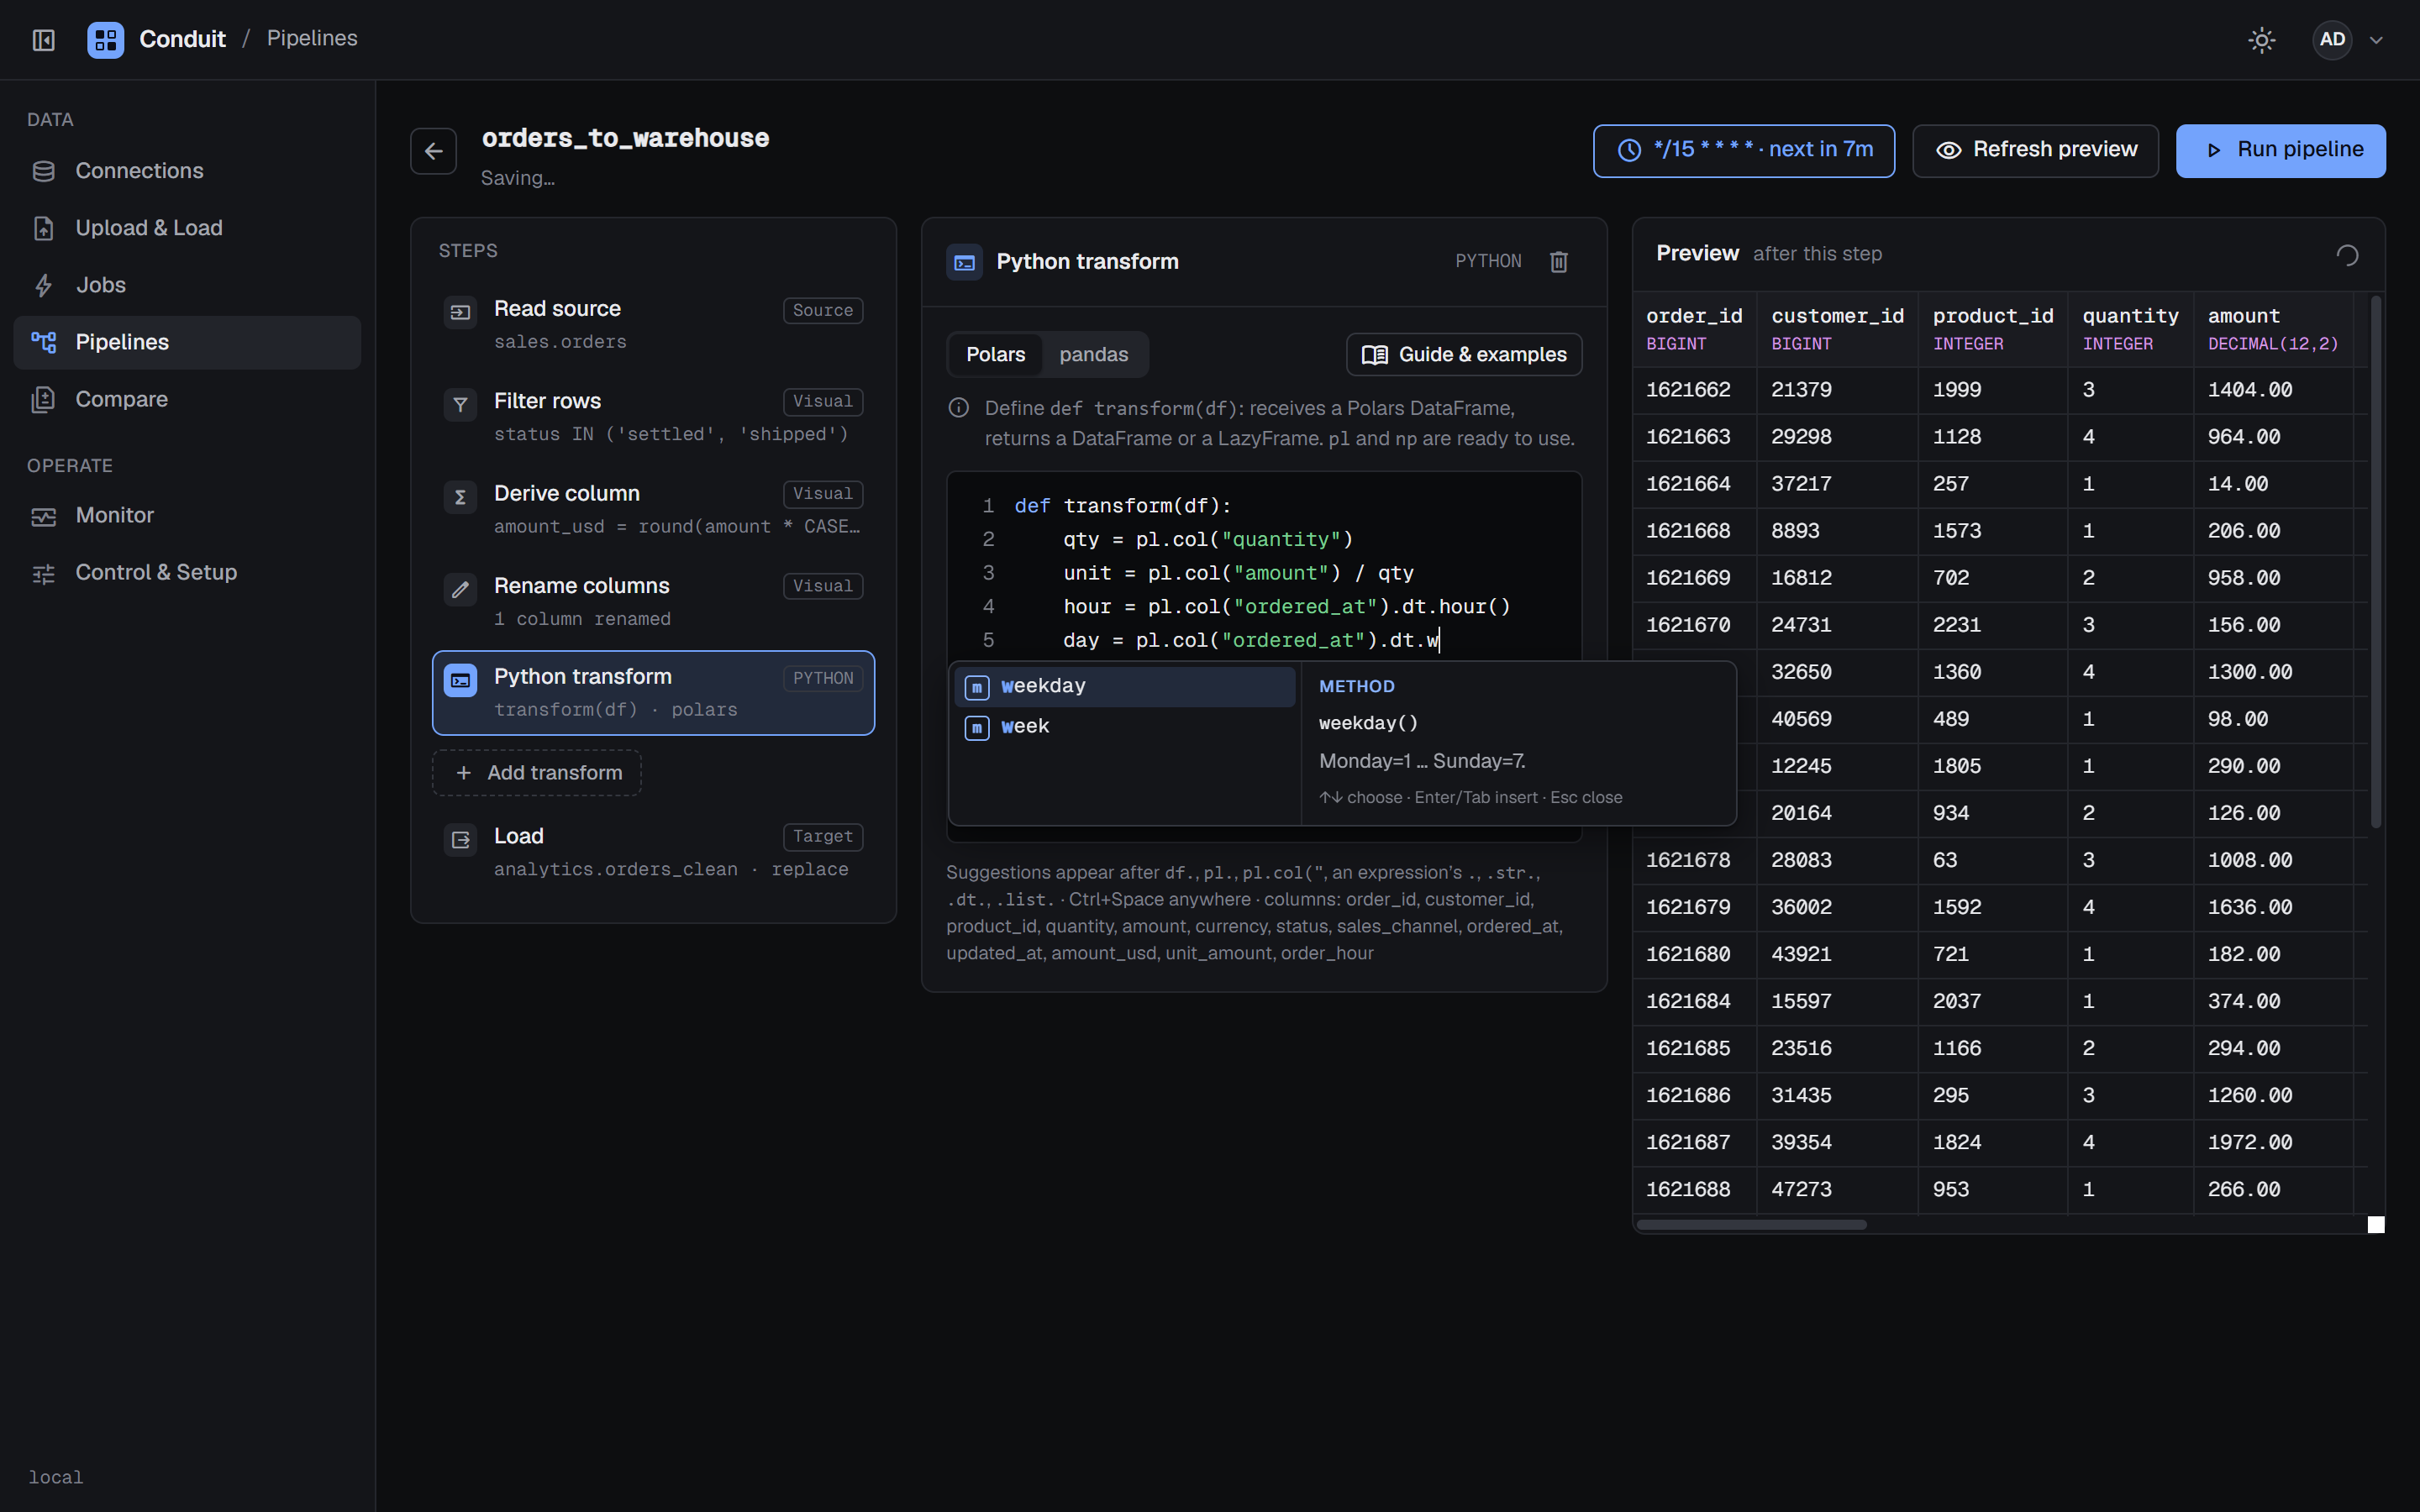 Conduit / Pipelines
AD
DATA
Connections
Upload & Load
Jobs
Pipelines
Compare
OPERATE
Monitor
Control & Setup
local
orders_to_warehouse
Saving…
*/15 * * * * · next in 7m
Refresh preview
Run pipeline
STEPS
Read source Source
sales.orders
Filter rows Visual
status IN ('settled', 'shipped')
Derive column Visual
amount_usd = round(amount * CASE…
Rename columns Visual
1 column renamed
Python transform PYTHON
transform(df) · polars
+ Add transform
Load Target
analytics.orders_clean · replace
Python transform PYTHON
Polars pandas Guide & examples
Define def transform(df): receives a Polars DataFrame,
returns a DataFrame or a LazyFrame. pl and np are ready to use.
1 def transform(df):
2 qty = pl.col("quantity")
3 unit = pl.col("amount") / qty
4 hour = pl.col("ordered_at").dt.hour()
5 day = pl.col("ordered_at").dt.w
m weekday
m week
METHOD
weekday()
Monday=1 … Sunday=7.
↑↓ choose · Enter/Tab insert · Esc close
Suggestions appear after df., pl., pl.col(", an expression's ., .str.,
.dt., .list. · Ctrl+Space anywhere · columns: order_id, customer_id,
product_id, quantity, amount, currency, status, sales_channel, ordered_at,
updated_at, amount_usd, unit_amount, order_hour
Preview after this step
order_id customer_id product_id quantity amount
BIGINT BIGINT INTEGER INTEGER DECIMAL(12,2)
1621662 21379 1999 3 1404.00
1621663 29298 1128 4 964.00
1621664 37217 257 1 14.00
1621668 8893 1573 1 206.00
1621669 16812 702 2 958.00
1621670 24731 2231 3 156.00
32650 1360 4 1300.00
40569 489 1 98.00
12245 1805 1 290.00
20164 934 2 126.00
1621678 28083 63 3 1008.00
1621679 36002 1592 4 1636.00
1621680 43921 721 1 182.00
1621684 15597 2037 1 374.00
1621685 23516 1166 2 294.00
1621686 31435 295 3 1260.00
1621687 39354 1824 4 1972.00
1621688 47273 953 1 266.00